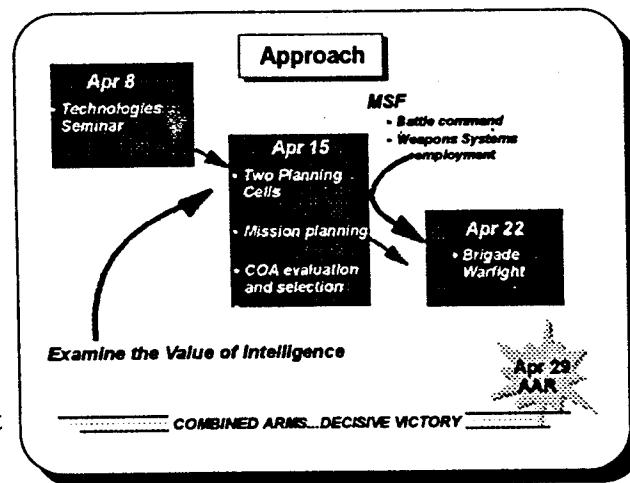 Approach
Apr 8
• Technologies
Seminar
MSF
• Battle command
• Weapons Systems
employment
Apr 15
• Two Planning
Cells
• Mission planning
• COA evaluation
and selection
Apr 22
• Brigade
Warfight
Examine the Value of Intelligence
Apr 29
AAR
COMBINED ARMS...DECISIVE VICTORY